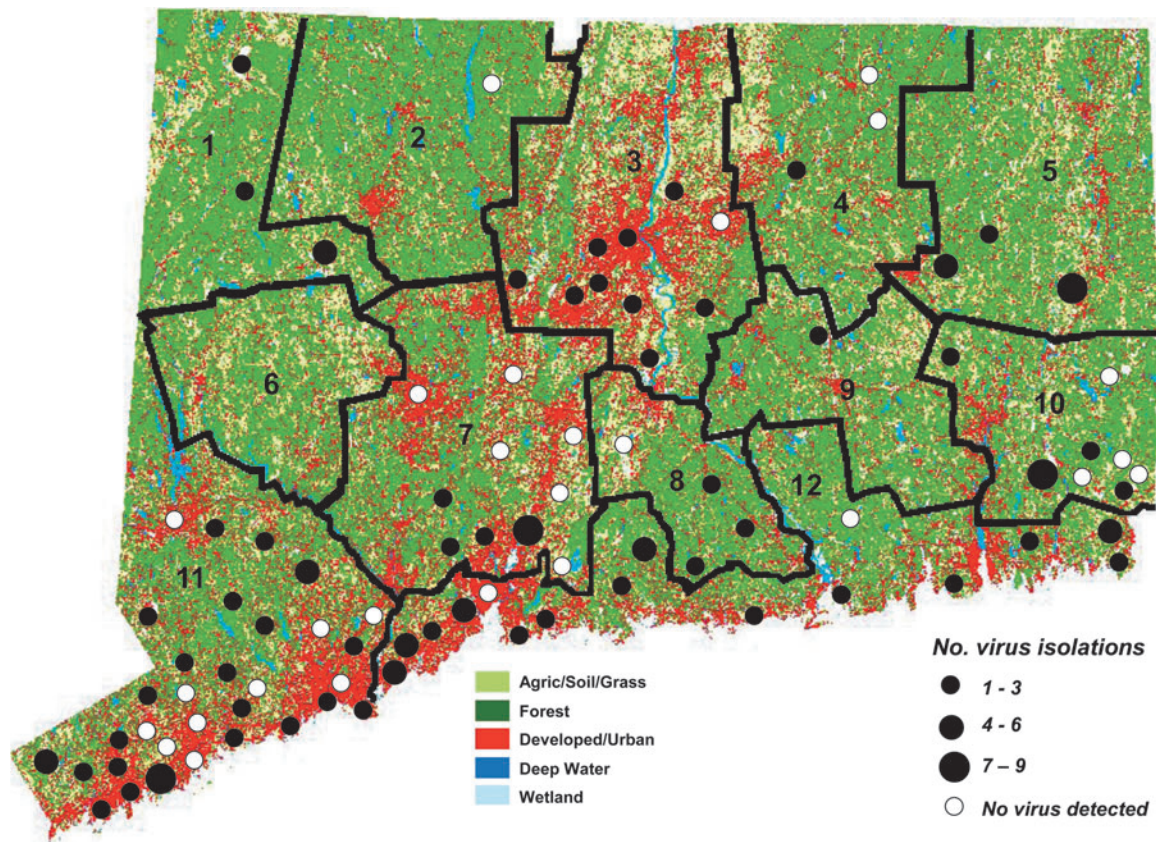 1
2
3
4
5
6
7
8
9
10
11
12
Agric/Soil/Grass
Forest
Developed/Urban
Deep Water
Wetland
No. virus isolations
1 - 3
4 - 6
7 – 9
No virus detected